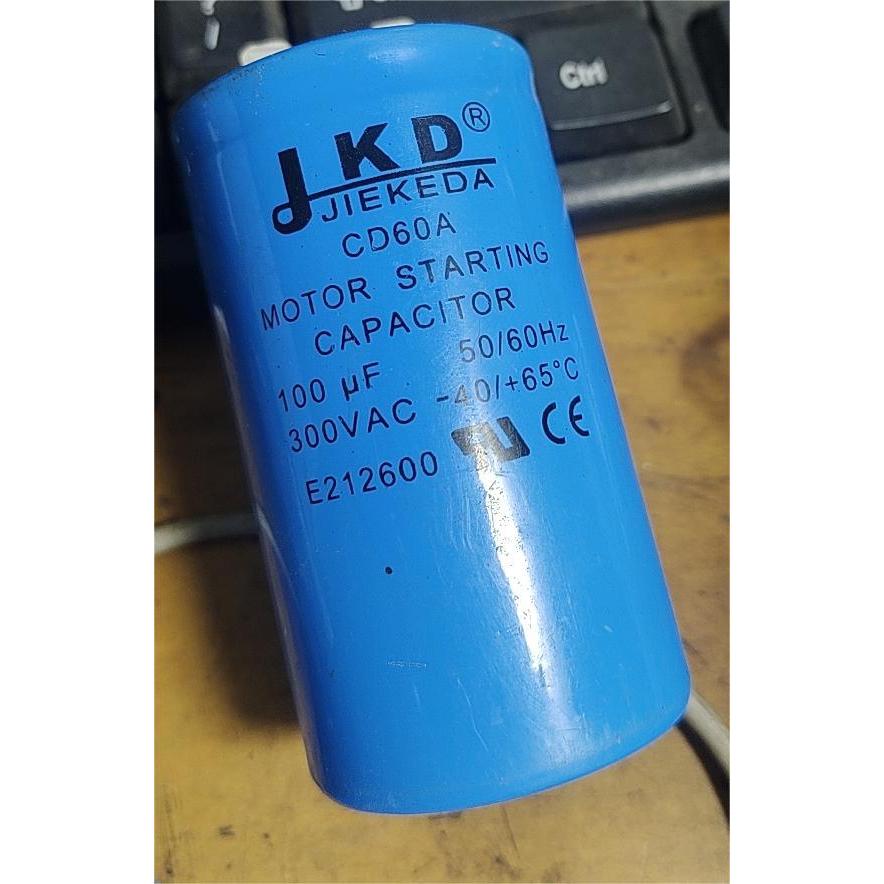 Ctrl
JKD®
JIEKEDA
CD60A
MOTOR STARTING
CAPACITOR
100 µF 50/60Hz
300VAC -40/+65°C
E212600 CE